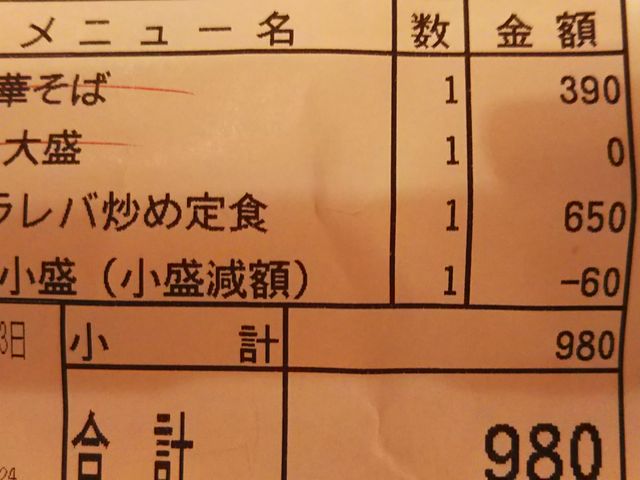 メニュー名 数 金額
華そば 1 390
大盛 1 0
ラレバ炒め定食 1 650
小盛（小盛減額） 1 -60
3日 小計 980
合計 980
24